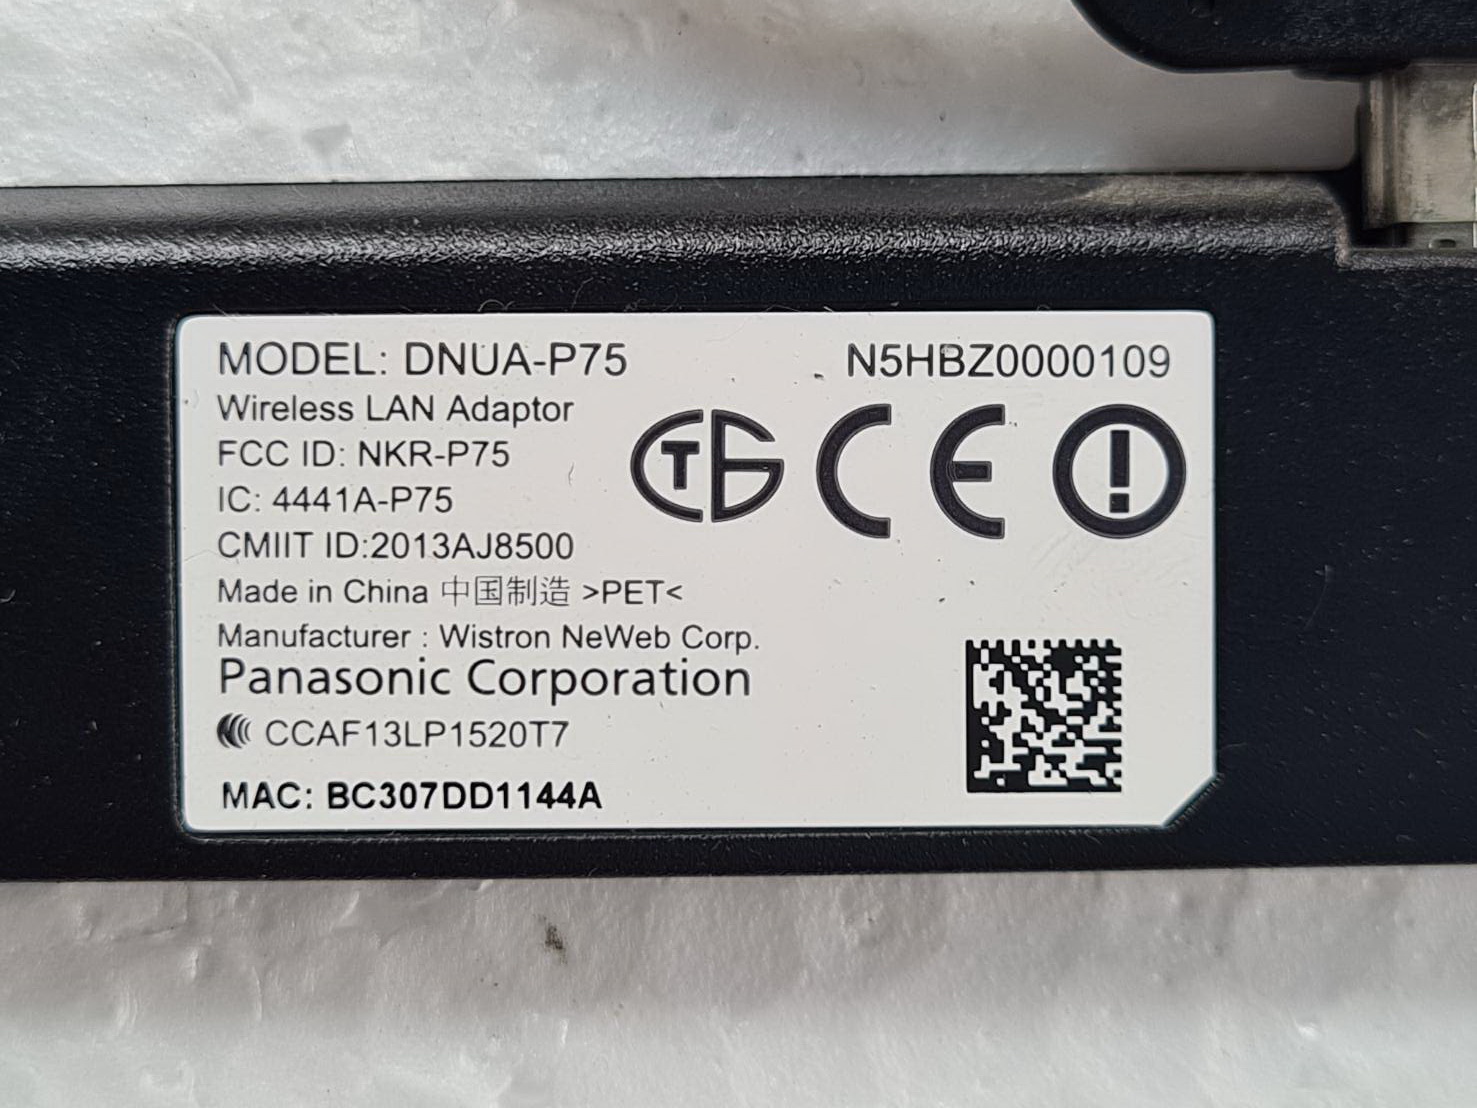 MODEL: DNUA-P75 N5HBZ0000109
Wireless LAN Adaptor
FCC ID: NKR-P75
IC: 4441A-P75
CMIIT ID:2013AJ8500
Made in China 中国制造 >PET<
Manufacturer : Wistron NeWeb Corp.
Panasonic Corporation
CCAF13LP1520T7
MAC: BC307DD1144A